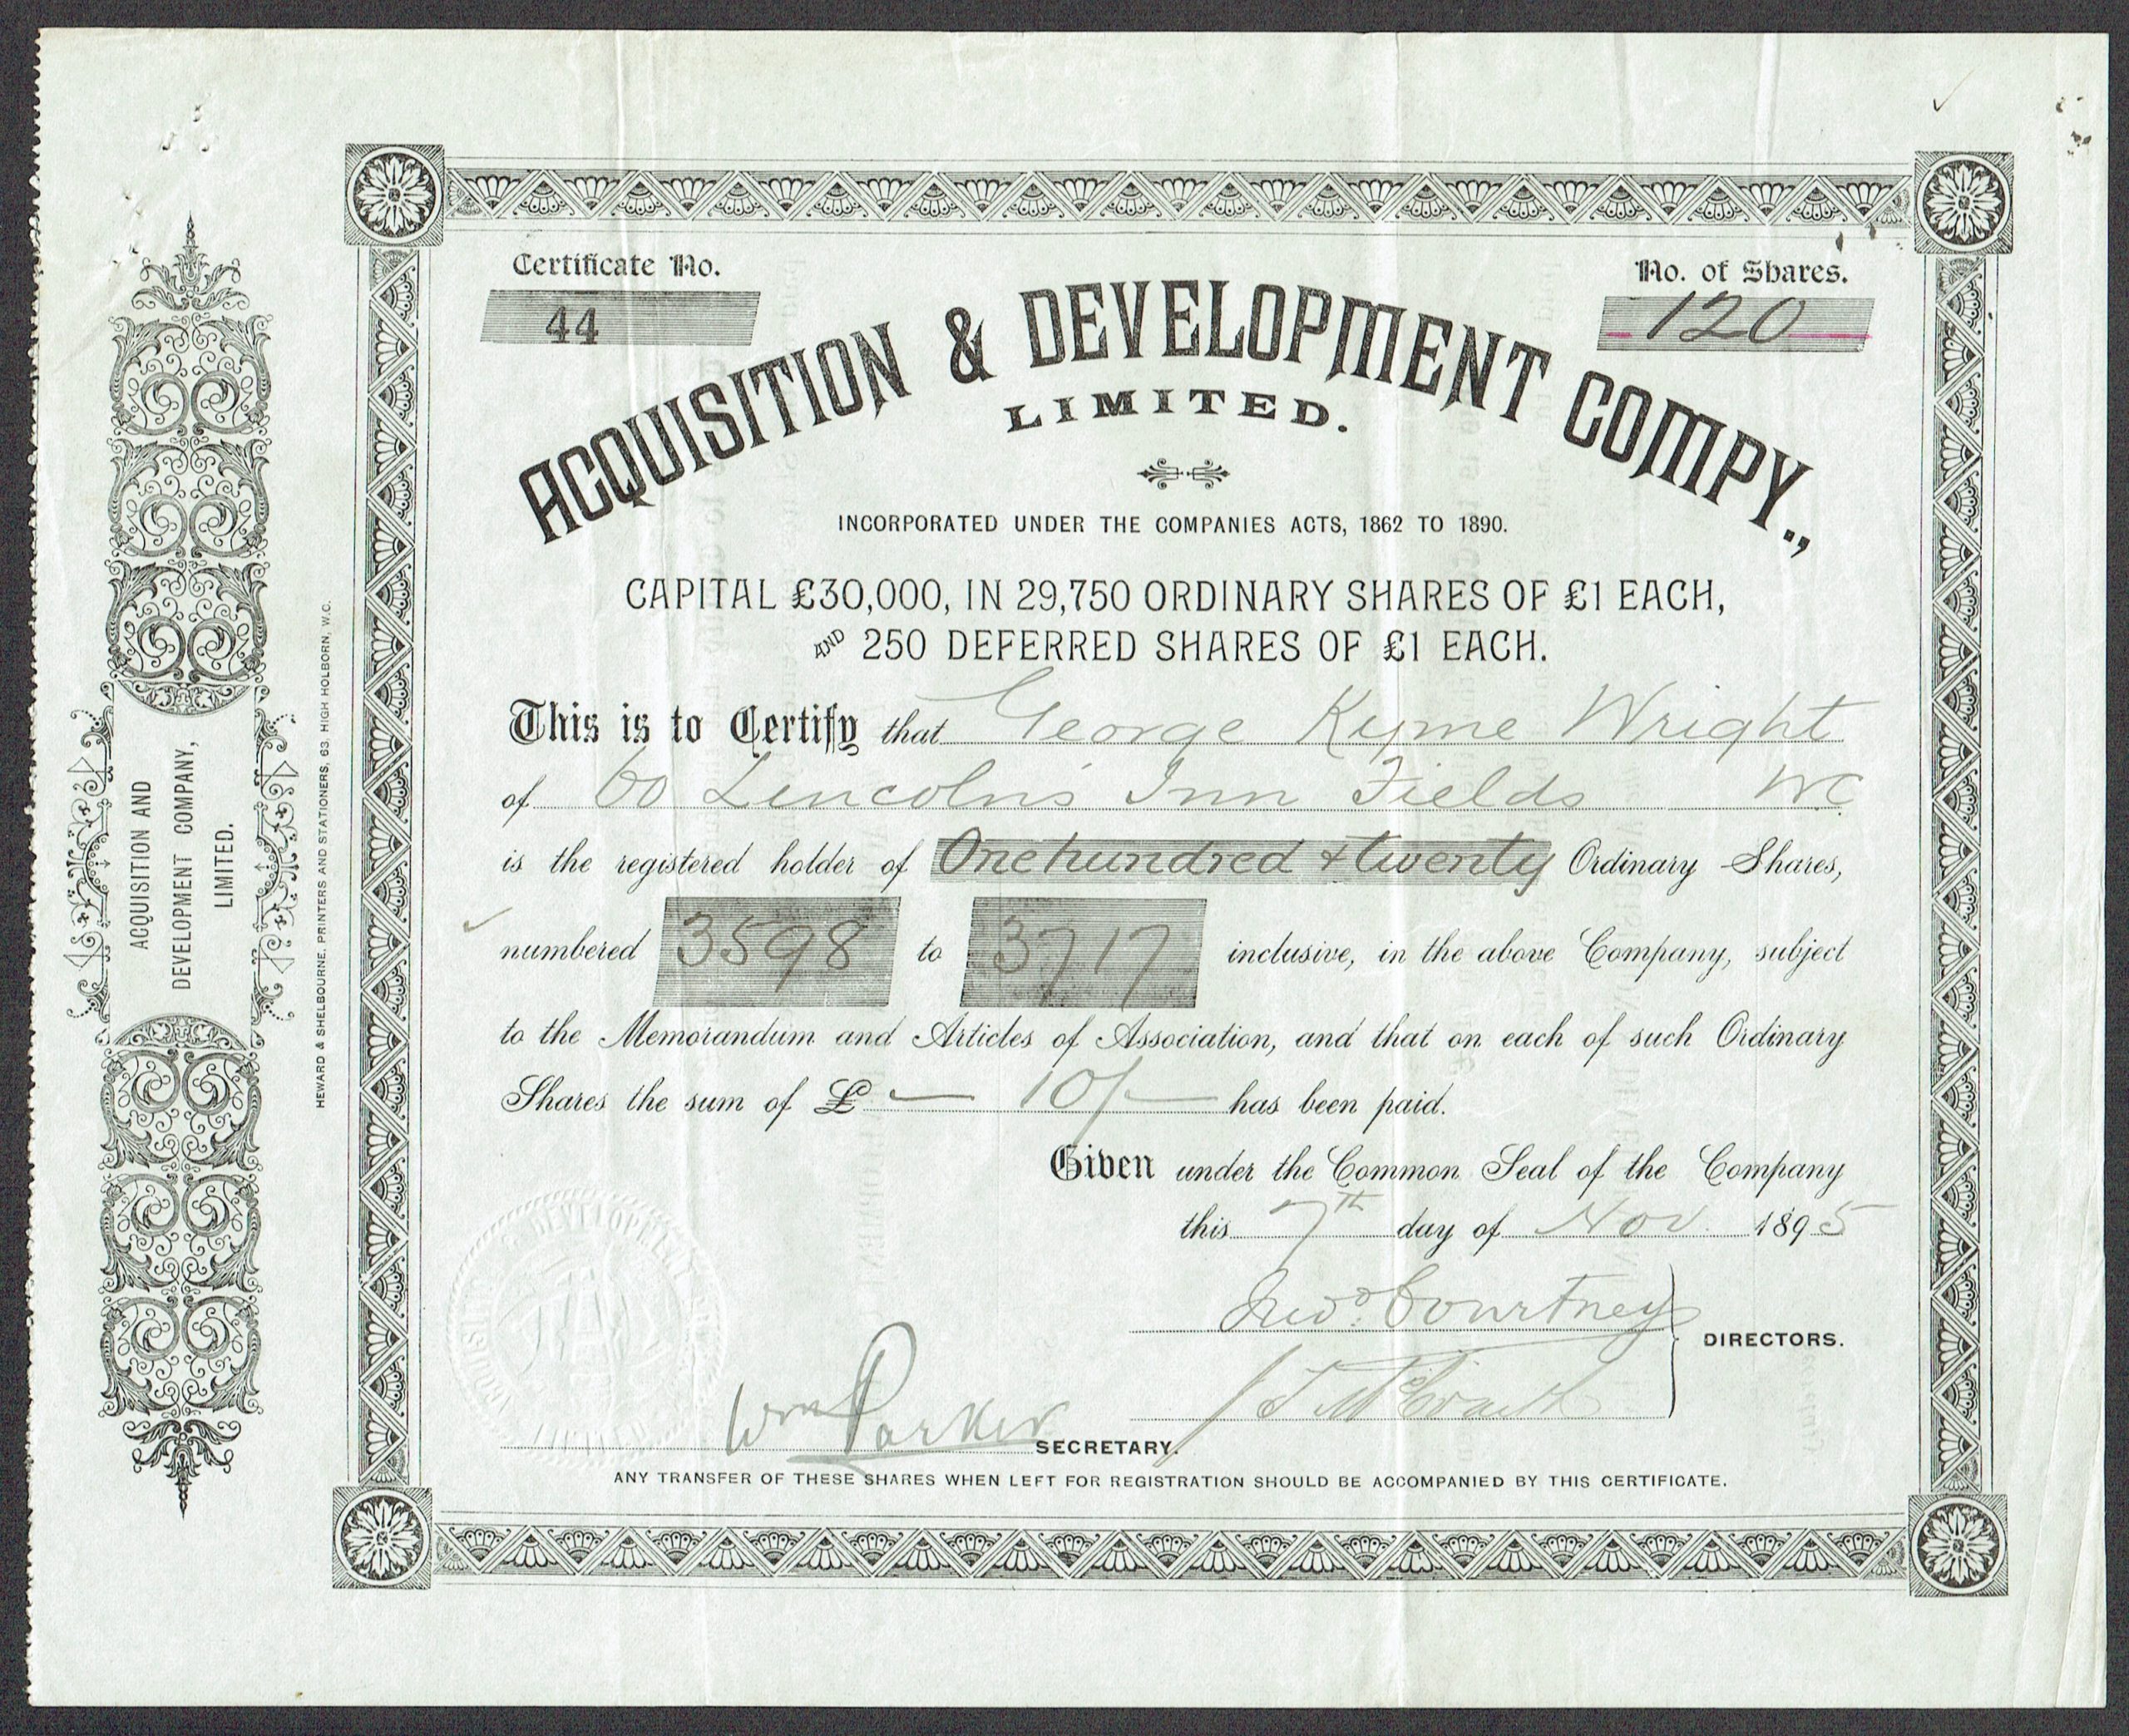 Certificate No.
44
No. of Shares.
120
ACQUISITION & DEVELOPMENT COMPY.,
LIMITED.
INCORPORATED UNDER THE COMPANIES ACTS, 1862 TO 1890.
CAPITAL £30,000, IN 29,750 ORDINARY SHARES OF £1 EACH,
AND 250 DEFERRED SHARES OF £1 EACH.
This is to Certify that George Kyme Wright
of 60 Lincoln's Inn Fields WC
is the registered holder of One hundred & twenty Ordinary Shares,
numbered 3598 to 3717 inclusive, in the above Company, subject
to the Memorandum and Articles of Association, and that on each of such Ordinary
Shares the sum of £ — 10/— has been paid.
Given under the Common Seal of the Company
this 7th day of Nov. 1895
Jno. Courtney
DIRECTORS.
Wm Parker
SECRETARY.
ANY TRANSFER OF THESE SHARES WHEN LEFT FOR REGISTRATION SHOULD BE ACCOMPANIED BY THIS CERTIFICATE.
ACQUISITION AND
DEVELOPMENT COMPANY,
LIMITED.
HEWARD & SHELBOURNE, PRINTERS AND STATIONERS, 63, HIGH HOLBORN, W.C.